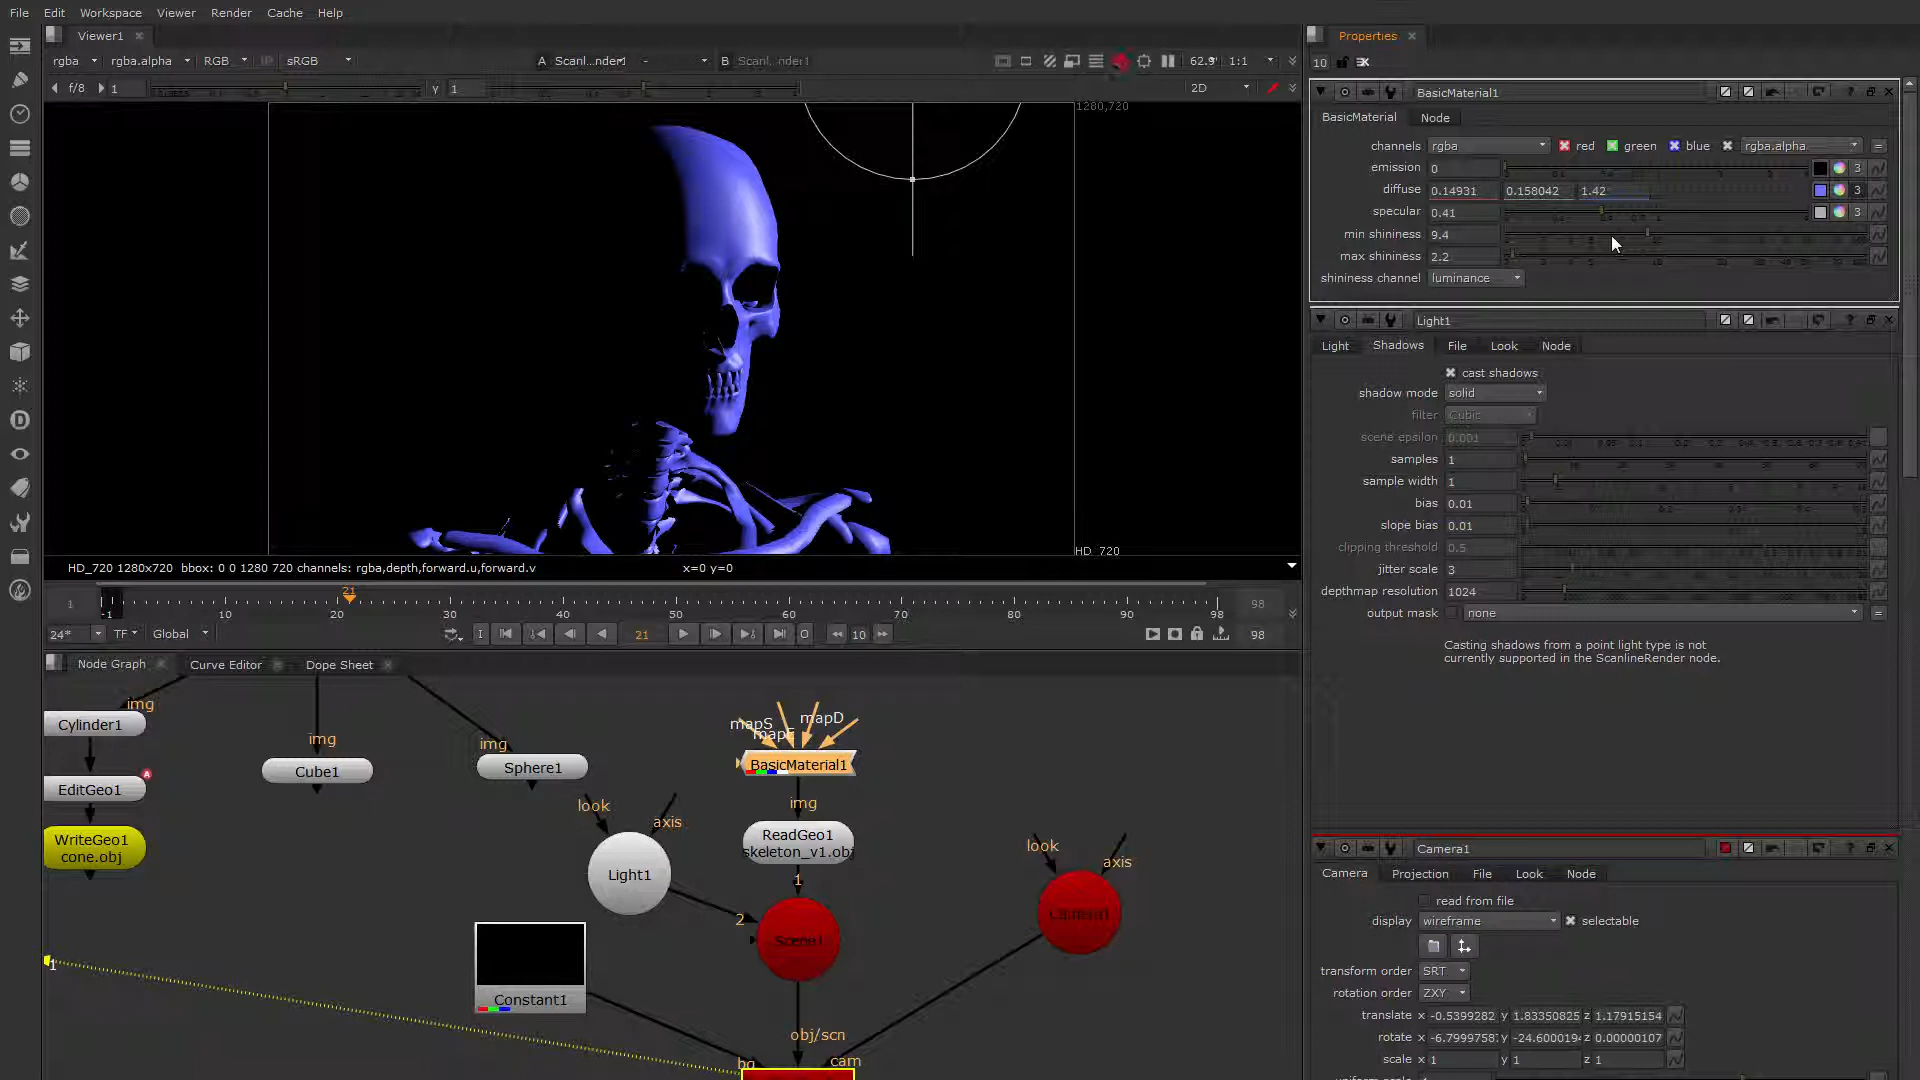 File Edit Workspace Viewer Render Cache Help
Viewer1
rgba rgba.alpha RGB IP sRGB A Scanl...nder1 - B Scanl...nder1 1:1
f/8 1 y 1 2D
1280,720
HD_720
HD_720 1280x720 bbox: 0 0 1280 720 channels: rgba,depth,forward.u,forward.v x=0 y=0
21
1 -1 10 20 30 40 50 60 70 80 90 98 98
24* TF Global I 21 O 10 98
Node Graph Curve Editor Dope Sheet
img
Cylinder1
EditGeo1
A
WriteGeo1
cone.obj
img
Cube1
img
Sphere1
mapS mapD
BasicMaterial1
img
ReadGeo1
skeleton_v1.obj
look axis
Light1
1
2
Scene1
look axis
Camera1
Constant1
1
obj/scn
bg cam
Properties
10
BasicMaterial1
BasicMaterial Node
channels rgba red green blue rgba.alpha =
emission 0 3
diffuse 0.14931 0.158042 1.42 3
specular 0.41 3
min shininess 9.4
max shininess 2.2
shininess channel luminance
Light1
Light Shadows File Look Node
cast shadows
shadow mode solid
filter Cubic
scene epsilon 0.001
samples 1
sample width 1
bias 0.01
slope bias 0.01
clipping threshold 0.5
jitter scale 3
depthmap resolution 1024
output mask none =
Casting shadows from a point light type is not
currently supported in the ScanlineRender node.
Camera1
Camera Projection File Look Node
read from file
display wireframe selectable
transform order SRT
rotation order ZXY
translate x -0.5399282 y 1.83350825 z 1.17915154
rotate x -6.7999758 y -24.600019 z 0.00000107
scale x 1 y 1 z 1